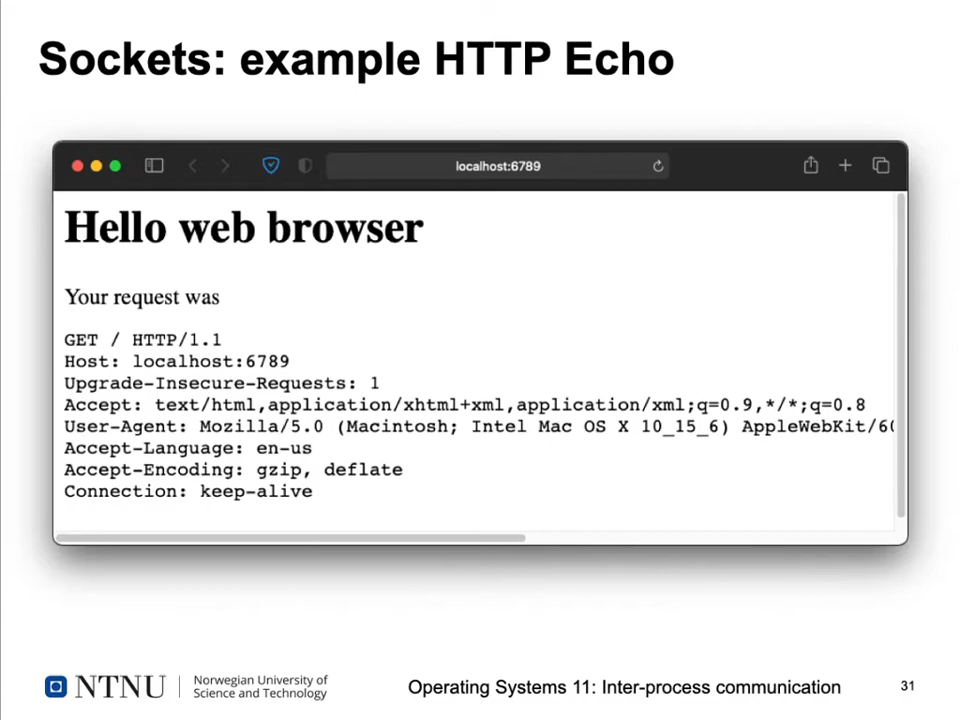 Sockets: example HTTP Echo
localhost:6789
Hello web browser
Your request was
GET / HTTP/1.1
Host: localhost:6789
Upgrade-Insecure-Requests: 1
Accept: text/html,application/xhtml+xml,application/xml;q=0.9,*/*;q=0.8
User-Agent: Mozilla/5.0 (Macintosh; Intel Mac OS X 10_15_6) AppleWebKit/60
Accept-Language: en-us
Accept-Encoding: gzip, deflate
Connection: keep-alive
NTNU
Norwegian University of
Science and Technology
Operating Systems 11: Inter-process communication
31